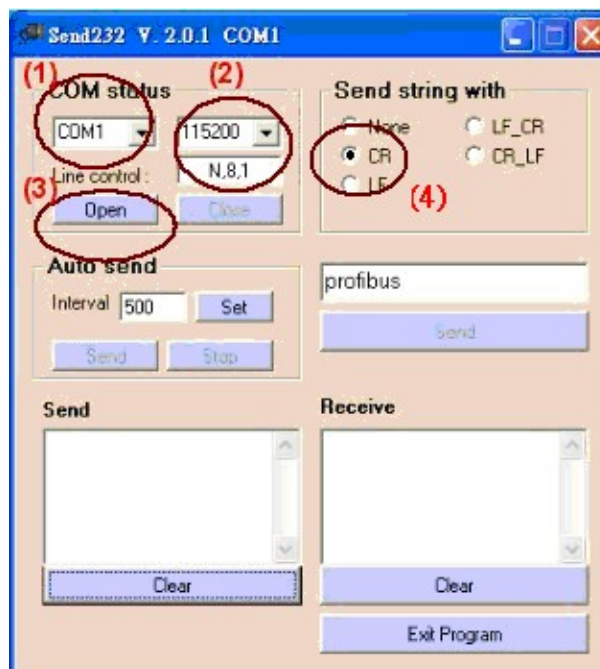 Send232 V. 2.0.1 COM1
(1)
(2)
COM status
COM1
115200
Line control :
N,8,1
(3)
Open
Close
Send string with
None
LF_CR
CR
CR_LF
LF
(4)
Auto send
Interval
500
Set
Send
Stop
profibus
Send
Send
Receive
Clear
Clear
Exit Program